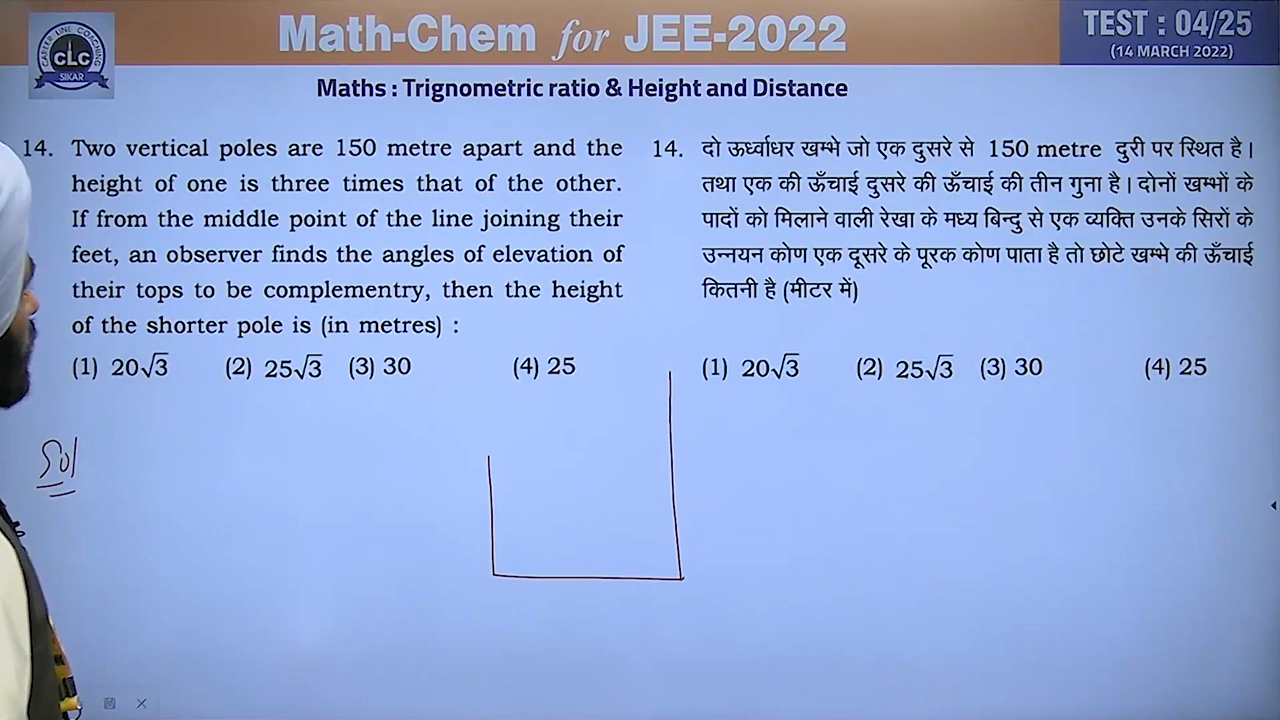 Math-Chem for JEE-2022
TEST : 04/25
(14 MARCH 2022)
CAREER LINE COACHING
CLC
SIKAR
Maths : Trignometric ratio & Height and Distance
14. Two vertical poles are 150 metre apart and the
height of one is three times that of the other.
If from the middle point of the line joining their
feet, an observer finds the angles of elevation of
their tops to be complementry, then the height
of the shorter pole is (in metres) :
(1) 20√3 (2) 25√3 (3) 30 (4) 25
14. दो ऊर्ध्वाधर खम्भे जो एक दुसरे से 150 metre दुरी पर स्थित है।
तथा एक की ऊँचाई दुसरे की ऊँचाई की तीन गुना है। दोनों खम्भों के
पादों को मिलाने वाली रेखा के मध्य बिन्दु से एक व्यक्ति उनके सिरों के
उन्नयन कोण एक दूसरे के पूरक कोण पाता है तो छोटे खम्भे की ऊँचाई
कितनी है (मीटर में)
(1) 20√3 (2) 25√3 (3) 30 (4) 25
Sol